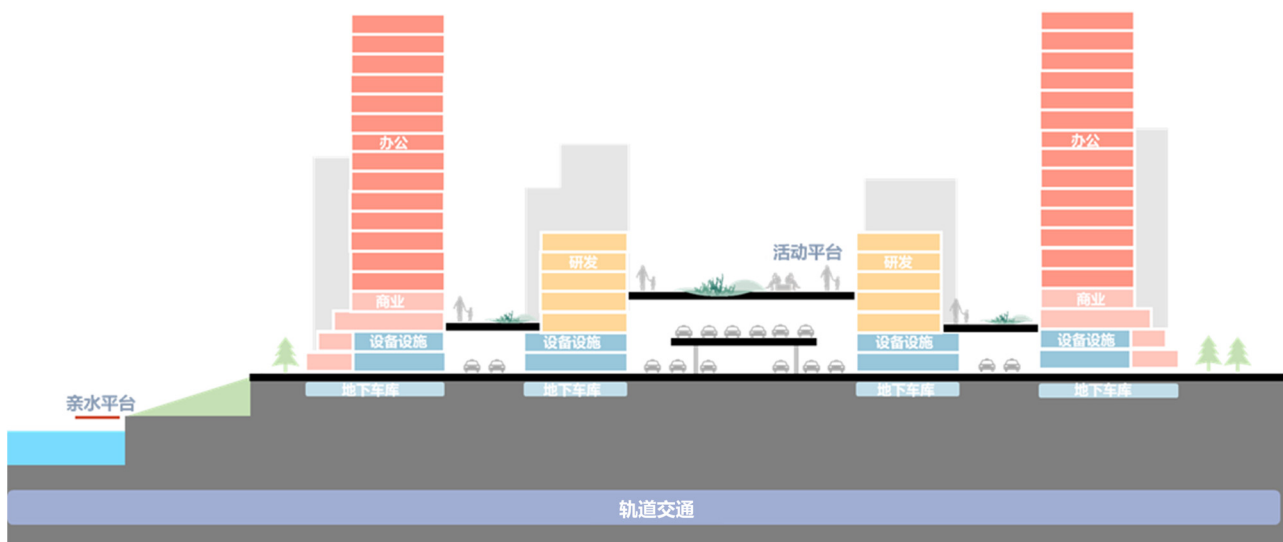 办公
办公
活动平台
研发
研发
商业
商业
设备设施
设备设施
设备设施
设备设施
地下车库
地下车库
地下车库
地下车库
亲水平台
轨道交通